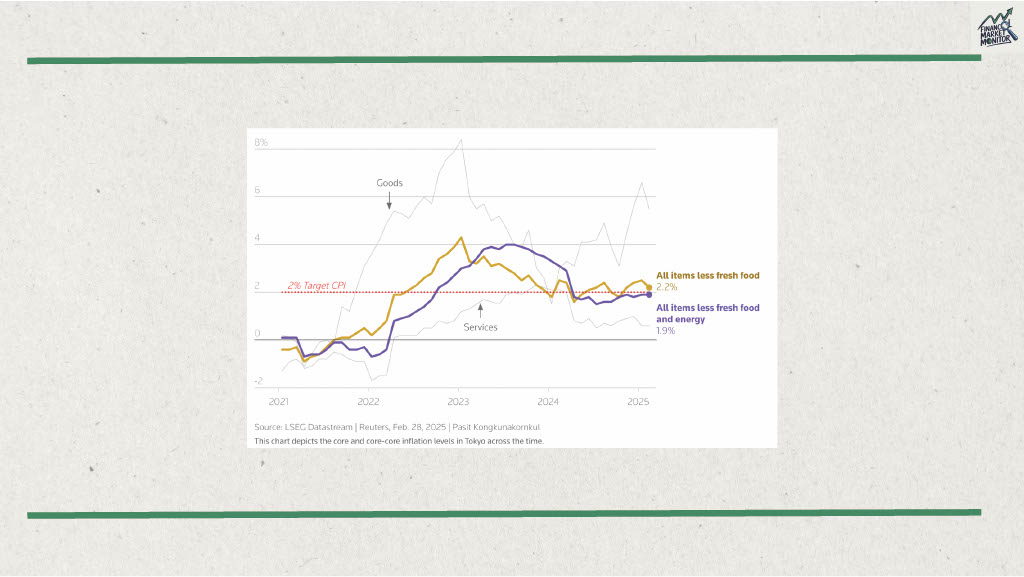 FINANCIAL
MARKET
MONITOR
8%
6
4
2
0
-2
Goods
2% Target CPI
Services
All items less fresh food
2.2%
All items less fresh food
and energy
1.9%
2021 2022 2023 2024 2025
Source: LSEG Datastream | Reuters, Feb. 28, 2025 | Pasit Kongkunakornkul
This chart depicts the core and core-core inflation levels in Tokyo across the time.